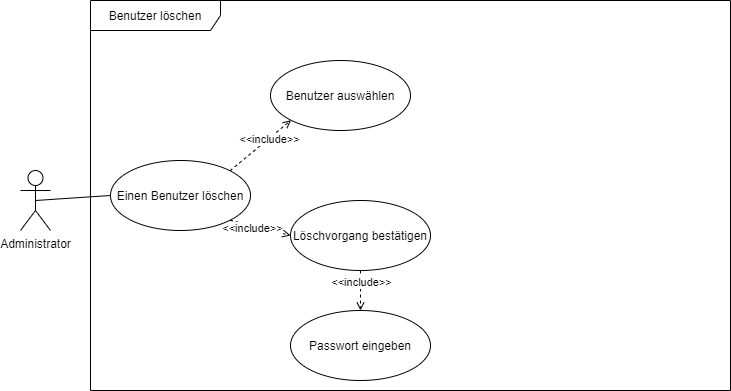 Benutzer löschen
Benutzer auswählen
<<include>>
Einen Benutzer löschen
<<include>>
Löschvorgang bestätigen
Administrator
<<include>>
Passwort eingeben